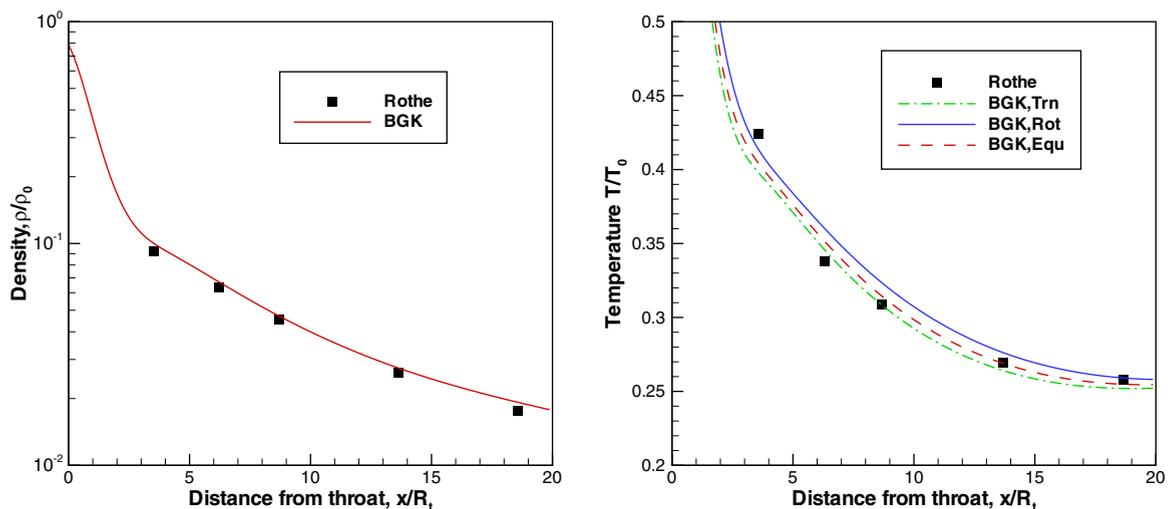 10⁰
10⁻¹
10⁻²
Density,ρ/ρ₀
Rothe
BGK
0
5
10
15
20
Distance from throat, x/Rₜ
0.5
0.45
0.4
0.35
0.3
0.25
0.2
Temperature T/T₀
Rothe
BGK,Trn
BGK,Rot
BGK,Equ
0
5
10
15
20
Distance from throat, x/Rₜ